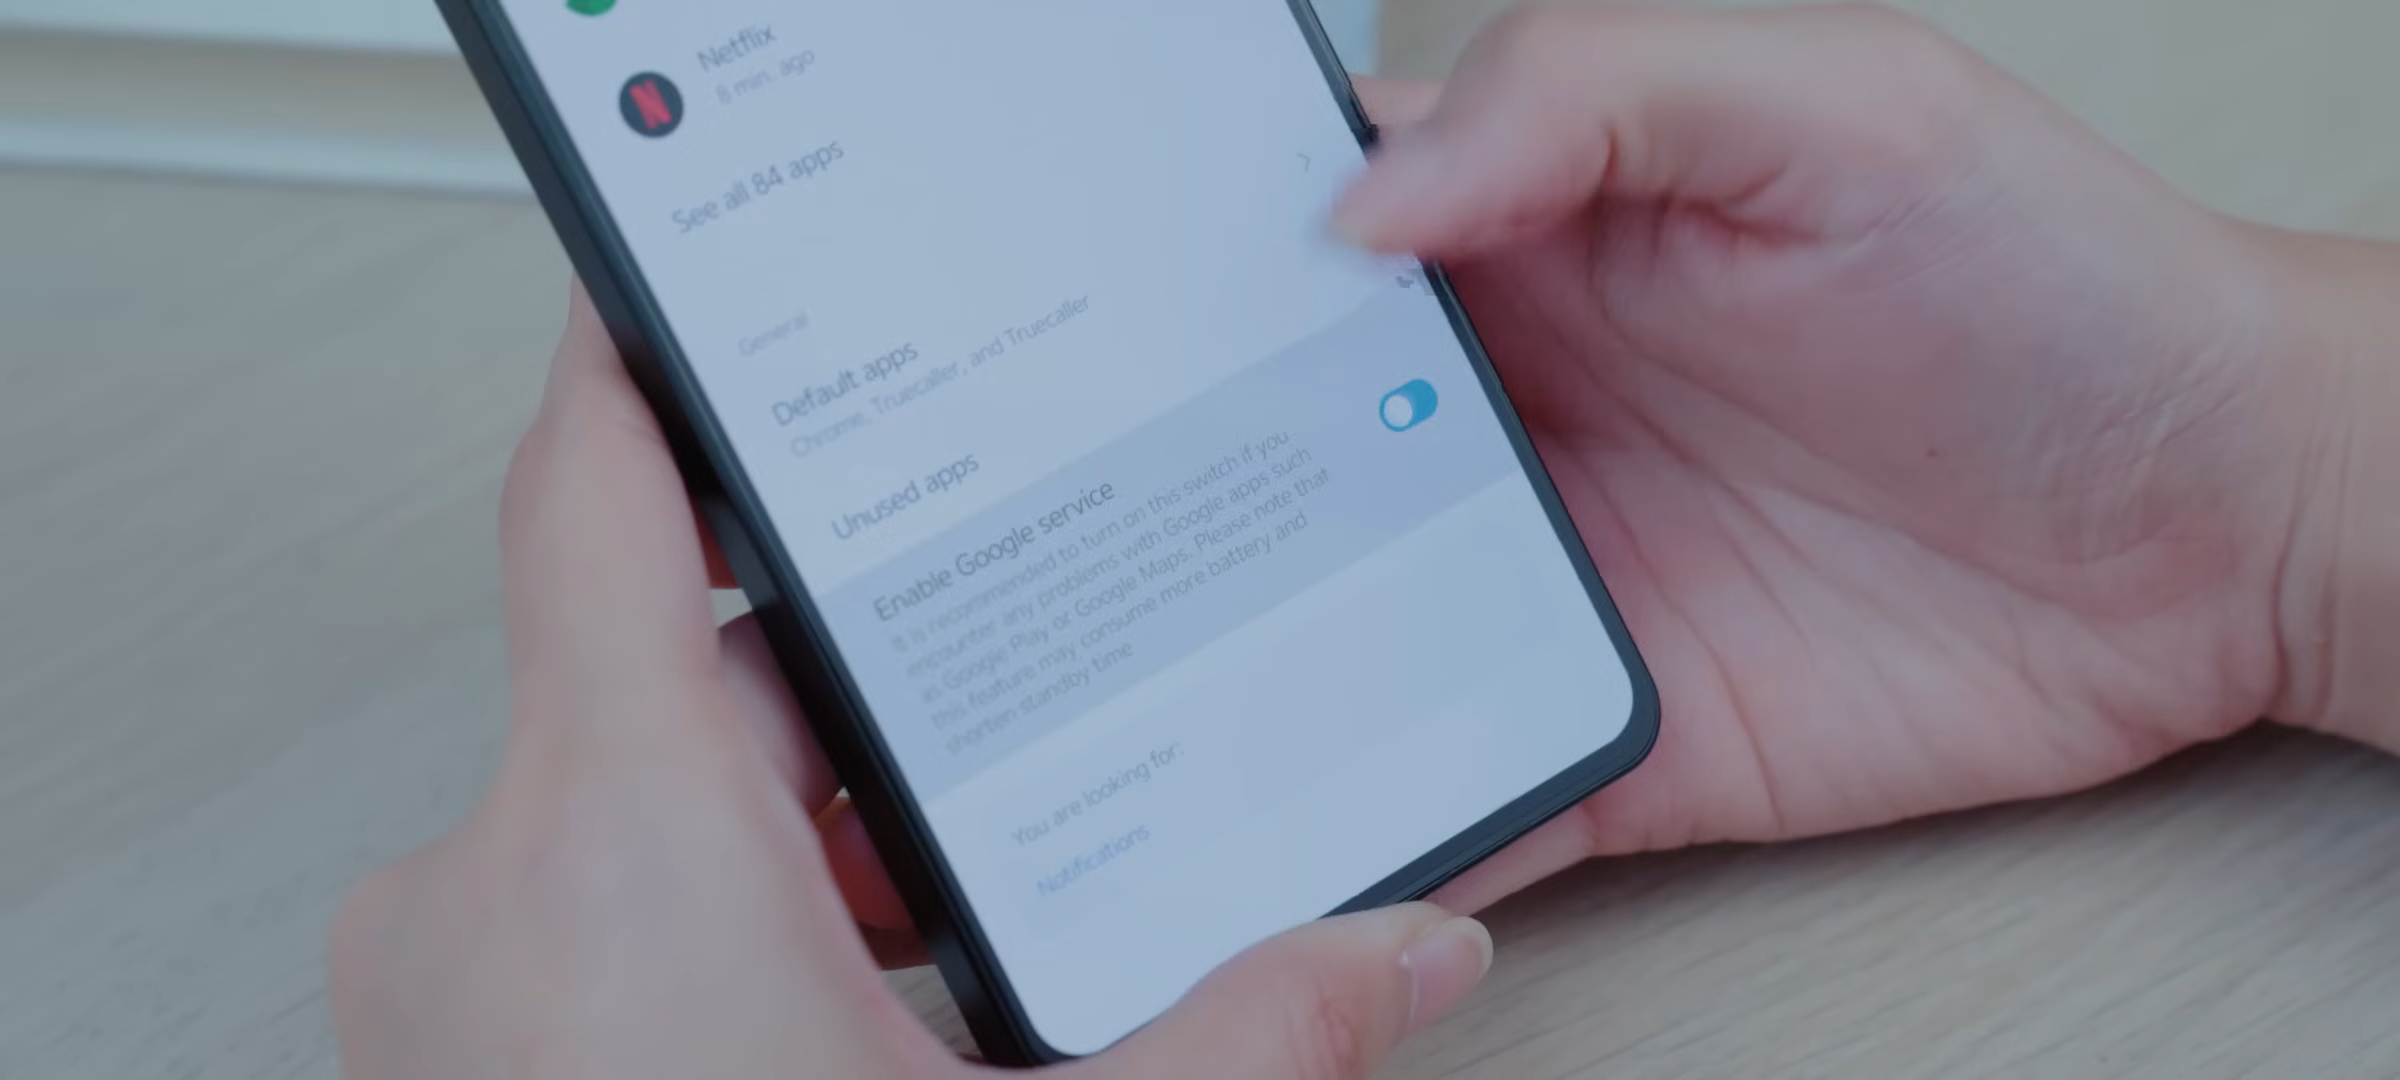 Netflix
8 min. ago
See all 84 apps
General
Default apps
Chrome, Truecaller, and Truecaller
Unused apps
Enable Google service
It is recommended to turn on this switch if you
encounter any problems with Google apps such
as Google Play or Google Maps. Please note that
this feature may consume more battery and
shorten standby time
You are looking for:
Notifications